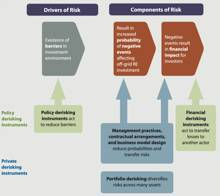 Drivers of Risk
Components of Risk
Existence of
barriers in
investment
environment
Result in
increased
probability of
negative
events
affecting
off-grid RE
investment
Negative
events result
in financial
impact for
investors
Policy
derisking
instruments
Policy derisking
instruments act
to reduce barriers
Financial derisking
instruments act
to transfer losses
to another actor
Management practices,
contractual arrangements,
and business model design
reduce probabilities and
transfer risks
Private
derisking
instruments
Portfolio derisking diversifies
risks across many assets